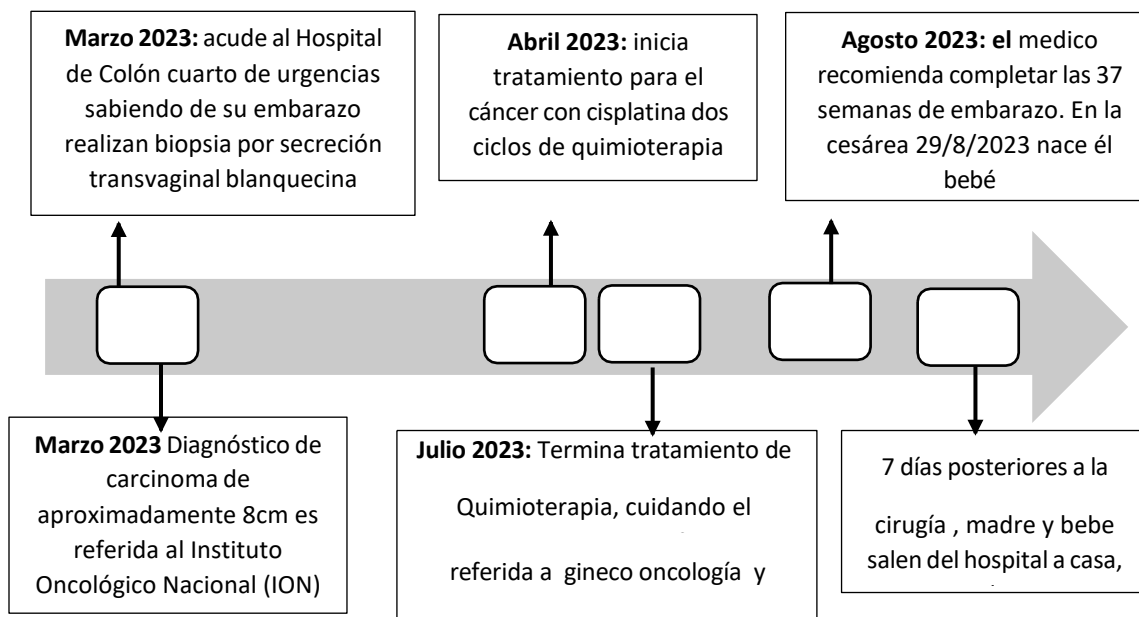 Marzo 2023: acude al Hospital
de Colón cuarto de urgencias
sabiendo de su embarazo
realizan biopsia por secreción
transvaginal blanquecina
Abril 2023: inicia
tratamiento para el
cáncer con cisplatina dos
ciclos de quimioterapia
Agosto 2023: el medico
recomienda completar las 37
semanas de embarazo. En la
cesárea 29/8/2023 nace él
bebé
Marzo 2023 Diagnóstico de
carcinoma de
aproximadamente 8cm es
referida al Instituto
Oncológico Nacional (ION)
Julio 2023: Termina tratamiento de
Quimioterapia, cuidando el
referida a gineco oncología y
7 días posteriores a la
cirugía , madre y bebe
salen del hospital a casa,